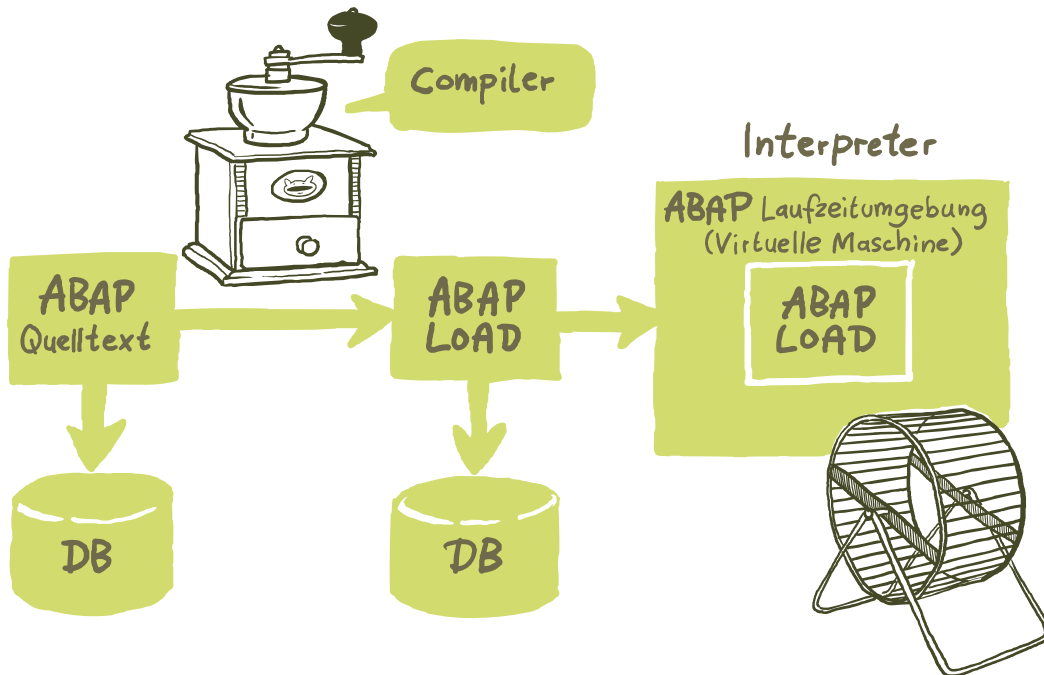 Compiler
Interpreter
ABAP Laufzeitumgebung
(Virtuelle Maschine)
ABAP
Quelltext
ABAP
LOAD
ABAP
LOAD
DB
DB